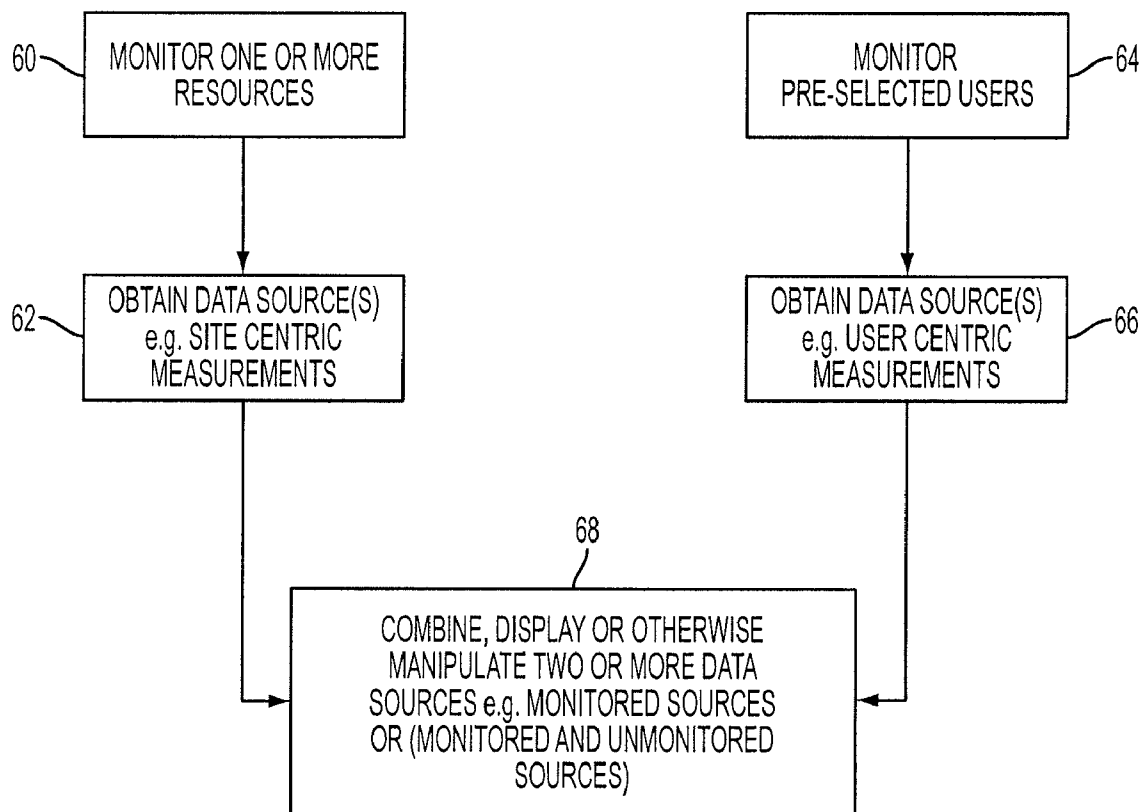 60
MONITOR ONE OR MORE
RESOURCES
MONITOR
PRE-SELECTED USERS
64
62
OBTAIN DATA SOURCE(S)
e.g. SITE CENTRIC
MEASUREMENTS
OBTAIN DATA SOURCE(S)
e.g. USER CENTRIC
MEASUREMENTS
66
68
COMBINE, DISPLAY OR OTHERWISE
MANIPULATE TWO OR MORE DATA
SOURCES e.g. MONITORED SOURCES
OR (MONITORED AND UNMONITORED
SOURCES)